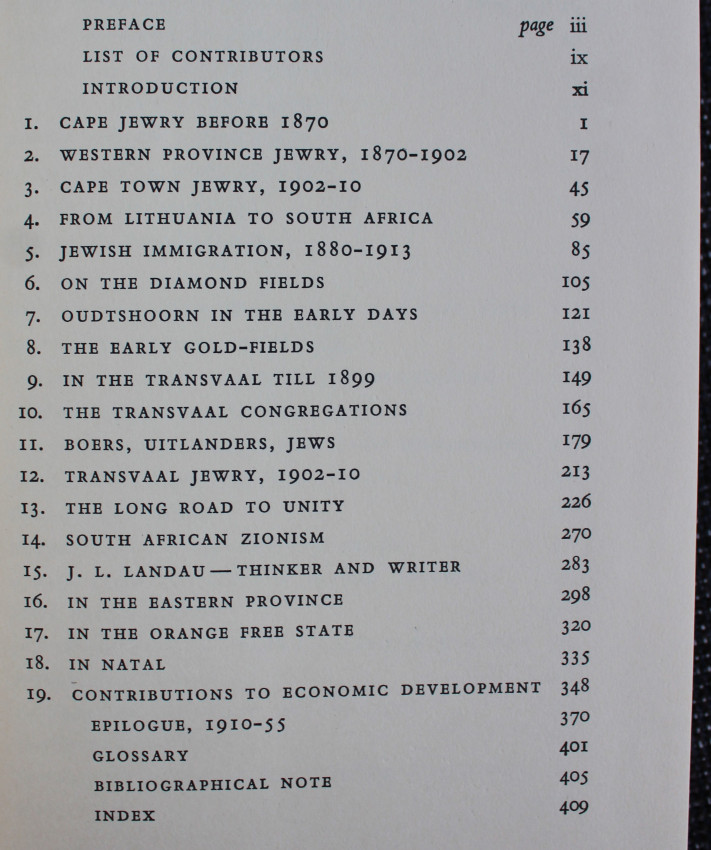 PREFACE page iii
LIST OF CONTRIBUTORS ix
INTRODUCTION xi
1. CAPE JEWRY BEFORE 1870 1
2. WESTERN PROVINCE JEWRY, 1870-1902 17
3. CAPE TOWN JEWRY, 1902-10 45
4. FROM LITHUANIA TO SOUTH AFRICA 59
5. JEWISH IMMIGRATION, 1880-1913 85
6. ON THE DIAMOND FIELDS 105
7. OUDTSHOORN IN THE EARLY DAYS 121
8. THE EARLY GOLD-FIELDS 138
9. IN THE TRANSVAAL TILL 1899 149
10. THE TRANSVAAL CONGREGATIONS 165
11. BOERS, UITLANDERS, JEWS 179
12. TRANSVAAL JEWRY, 1902-10 213
13. THE LONG ROAD TO UNITY 226
14. SOUTH AFRICAN ZIONISM 270
15. J. L. LANDAU — THINKER AND WRITER 283
16. IN THE EASTERN PROVINCE 298
17. IN THE ORANGE FREE STATE 320
18. IN NATAL 335
19. CONTRIBUTIONS TO ECONOMIC DEVELOPMENT 348
EPILOGUE, 1910-55 370
GLOSSARY 401
BIBLIOGRAPHICAL NOTE 405
INDEX 409